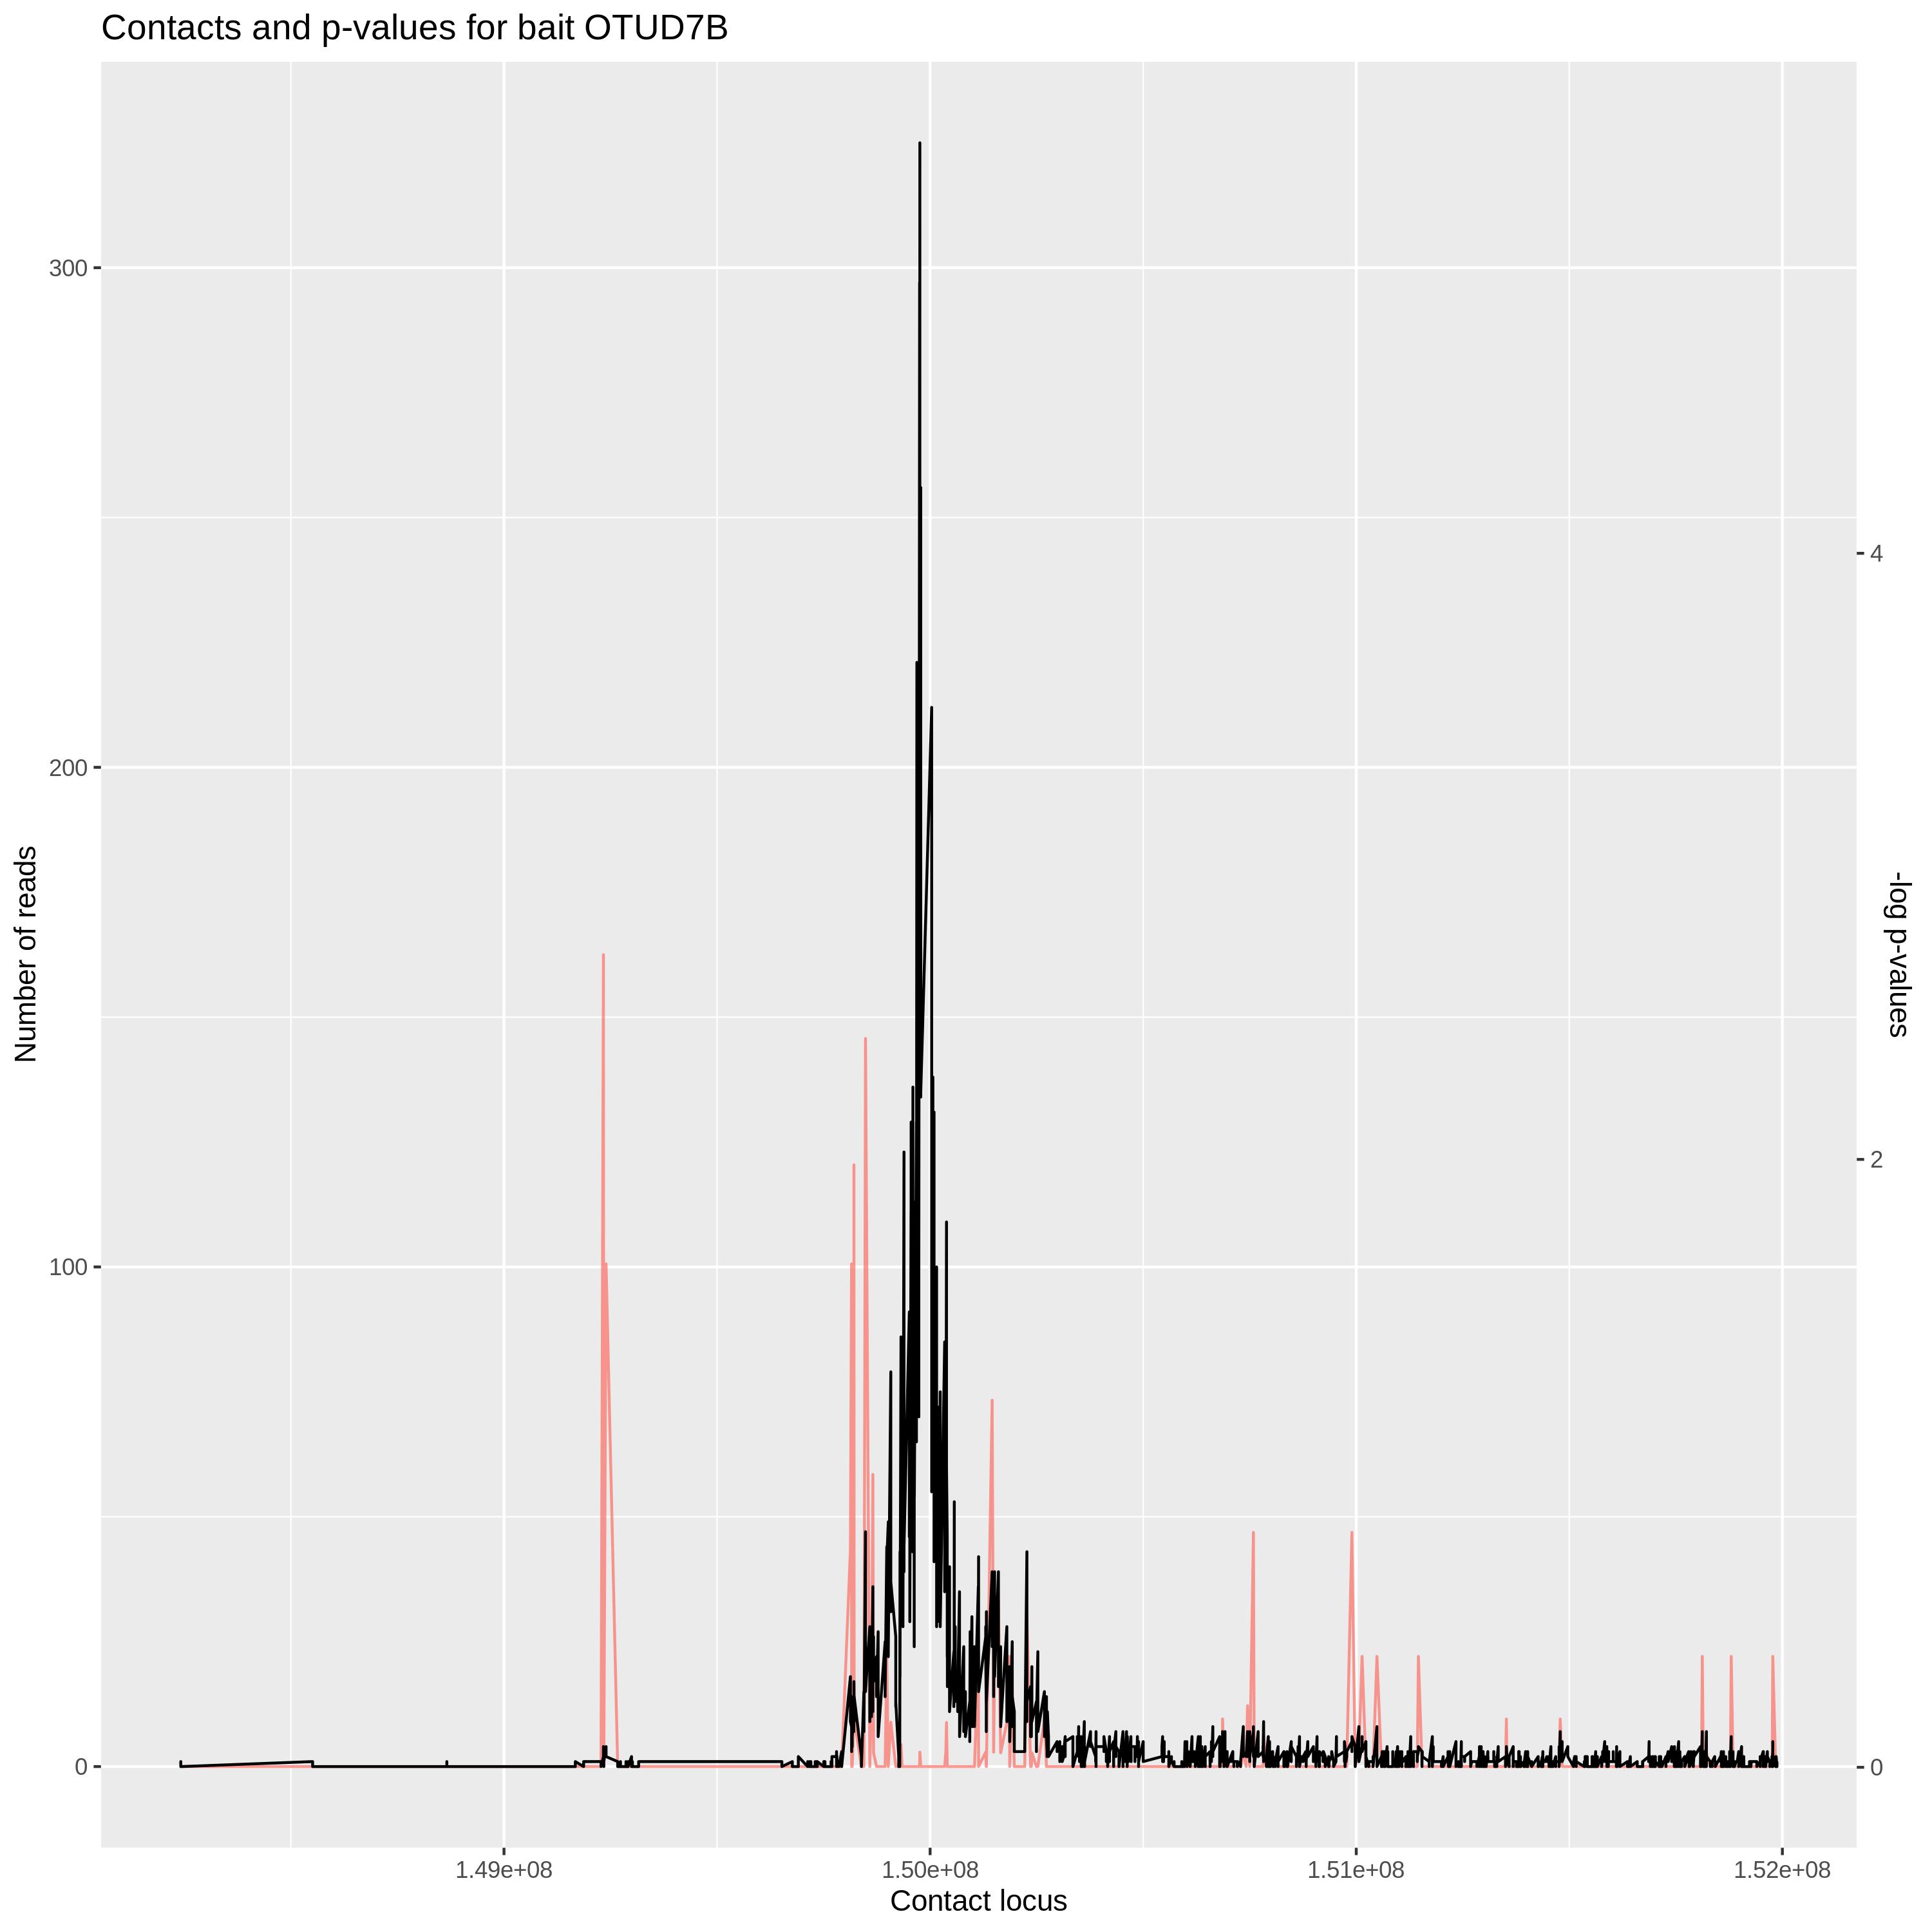 Contacts and p-values for bait OTUD7B
300
200
100
0
4
2
0
Number of reads
-log p-values
1.49e+08
1.50e+08
1.51e+08
1.52e+08
Contact locus